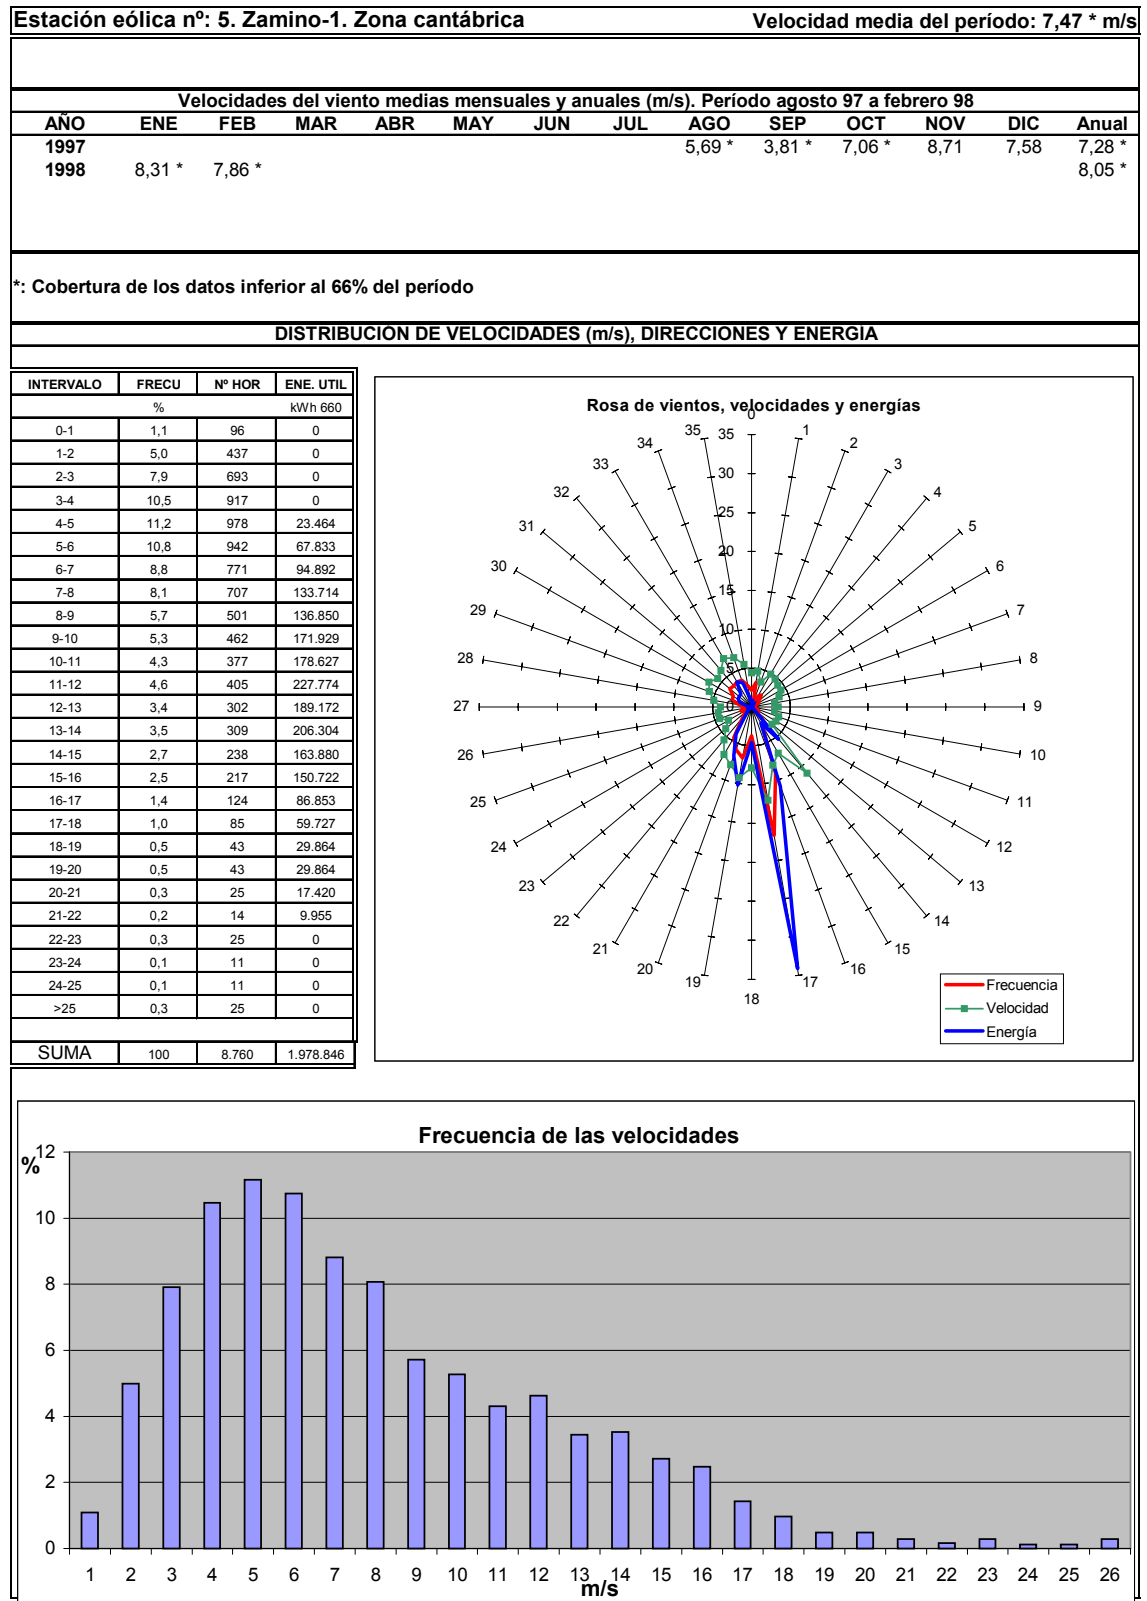 Estación eólica nº: 5. Zamino-1. Zona cantábrica Velocidad media del período: 7,47 * m/s
Velocidades del viento medias mensuales y anuales (m/s). Período agosto 97 a febrero 98
AÑO ENE FEB MAR ABR MAY JUN JUL AGO SEP OCT NOV DIC Anual
1997 5,69 * 3,81 * 7,06 * 8,71 7,58 7,28 *
1998 8,31 * 7,86 * 8,05 *
*: Cobertura de los datos inferior al 66% del período
DISTRIBUCIÓN DE VELOCIDADES (m/s), DIRECCIONES Y ENERGÍA
INTERVALO FRECU Nº HOR ENE. UTIL
% kWh 660
0-1 1,1 96 0
1-2 5,0 437 0
2-3 7,9 693 0
3-4 10,5 917 0
4-5 11,2 978 23.464
5-6 10,8 942 67.833
6-7 8,8 771 94.892
7-8 8,1 707 133.714
8-9 5,7 501 136.850
9-10 5,3 462 171.929
10-11 4,3 377 178.627
11-12 4,6 405 227.774
12-13 3,4 302 189.172
13-14 3,5 309 206.304
14-15 2,7 238 163.880
15-16 2,5 217 150.722
16-17 1,4 124 86.853
17-18 1,0 85 59.727
18-19 0,5 43 29.864
19-20 0,5 43 29.864
20-21 0,3 25 17.420
21-22 0,2 14 9.955
22-23 0,3 25 0
23-24 0,1 11 0
24-25 0,1 11 0
>25 0,3 25 0
SUMA 100 8.760 1.978.846
Rosa de vientos, velocidades y energías
0
1
2
3
4
5
6
7
8
9
10
11
12
13
14
15
16
17
18
19
20
21
22
23
24
25
26
27
28
29
30
31
32
33
34
35
35
30
25
20
15
10
5
0
Frecuencia
Velocidad
Energía
Frecuencia de las velocidades
%
12
10
8
6
4
2
0
1 2 3 4 5 6 7 8 9 10 11 12 13 14 15 16 17 18 19 20 21 22 23 24 25 26
m/s